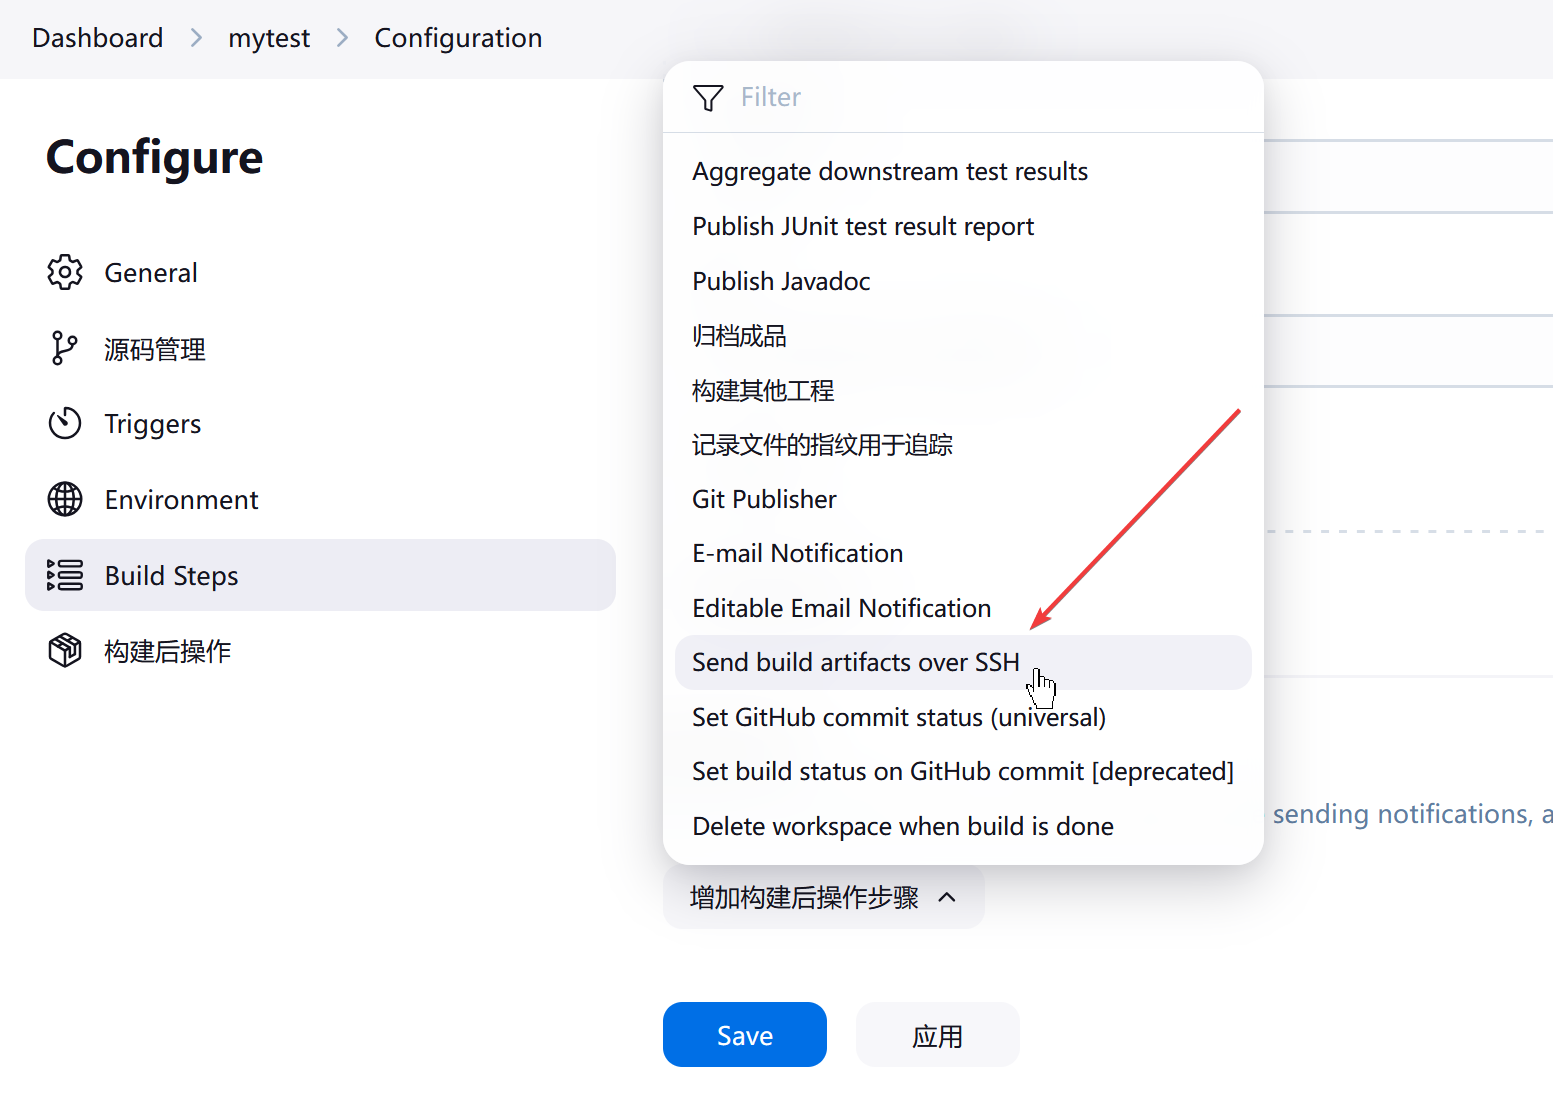 Dashboard > mytest > Configuration
Configure
General
源码管理
Triggers
Environment
Build Steps
构建后操作
Filter
Aggregate downstream test results
Publish JUnit test result report
Publish Javadoc
归档成品
构建其他工程
记录文件的指纹用于追踪
Git Publisher
E-mail Notification
Editable Email Notification
Send build artifacts over SSH
Set GitHub commit status (universal)
Set build status on GitHub commit [deprecated]
Delete workspace when build is done
sending notifications, a
增加构建后操作步骤
Save
应用